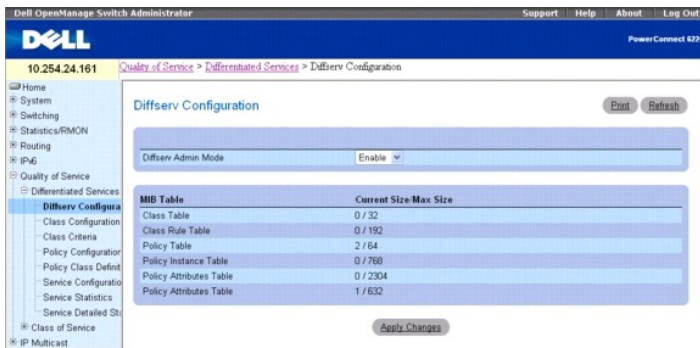 Dell OpenManage Switch Administrator
Support Help About Log Out
DELL
PowerConnect 622
10.254.24.161
Quality of Service > Differentiated Services > Diffserv Configuration
Home
System
Switching
Statistics/RMON
Routing
IPv6
Quality of Service
Differentiated Services
Diffserv Configura
Class Configuration
Class Criteria
Policy Configuration
Policy Class Definit
Service Configuratio
Service Statistics
Service Detailed Sta
Class of Service
IP Multicast
Diffserv Configuration
Print Refresh
Diffserv Admin Mode Enable
MIB Table Current Size/Max Size
Class Table 0 / 32
Class Rule Table 0 / 192
Policy Table 2 / 64
Policy Instance Table 0 / 768
Policy Attributes Table 0 / 2304
Policy Attributes Table 1 / 632
Apply Changes